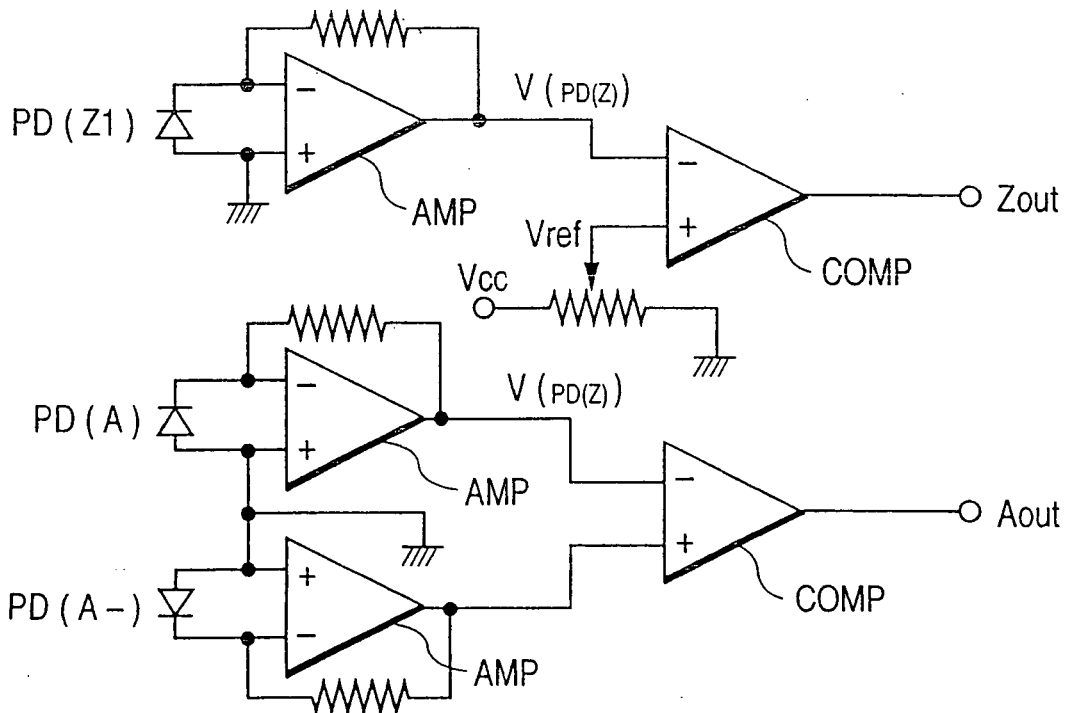 V (PD(Z))
PD (Z1)
−
+
AMP
−
+
Zout
Vref
COMP
Vcc
V (PD(Z))
PD (A)
−
+
AMP
−
+
Aout
COMP
PD (A−)
+
−
AMP